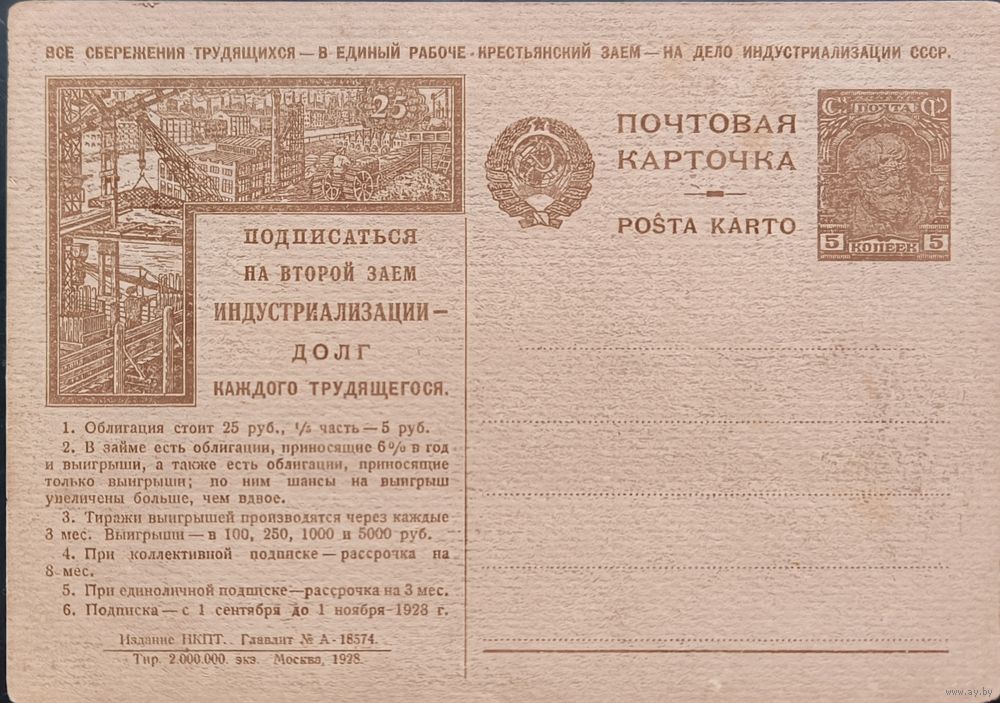 ВСЕ СБЕРЕЖЕНИЯ ТРУДЯЩИХСЯ — В ЕДИНЫЙ РАБОЧЕ-КРЕСТЬЯНСКИЙ ЗАЕМ — НА ДЕЛО ИНДУСТРИАЛИЗАЦИИ СССР.
25
ПОДПИСАТЬСЯ
НА ВТОРОЙ ЗАЕМ
ИНДУСТРИАЛИЗАЦИИ —
ДОЛГ
КАЖДОГО ТРУДЯЩЕГОСЯ.
1. Облигация стоит 25 руб., 1/5 часть — 5 руб.
2. В займе есть облигации, приносящие 6% в год
и выигрыши, а также есть облигации, приносящие
только выигрыши; по ним шансы на выигрыш
увеличены больше, чем вдвое.
3. Тиражи выигрышей производятся через каждые
3 мес. Выигрыши — в 100, 250, 1000 и 5000 руб.
4. При коллективной подписке — рассрочка на
8 мес.
5. При единоличной подписке — рассрочка на 3 мес.
6. Подписка — с 1 сентября до 1 ноября 1928 г.
Издание НКПТ. Главлит № А-18574.
Тир. 2.000.000. экз. Москва, 1928.
ПОЧТОВАЯ
КАРТОЧКА
POŜTA KARTO
С. ПОЧТА Ф
5 КОПЕЕК 5
www.ay.by